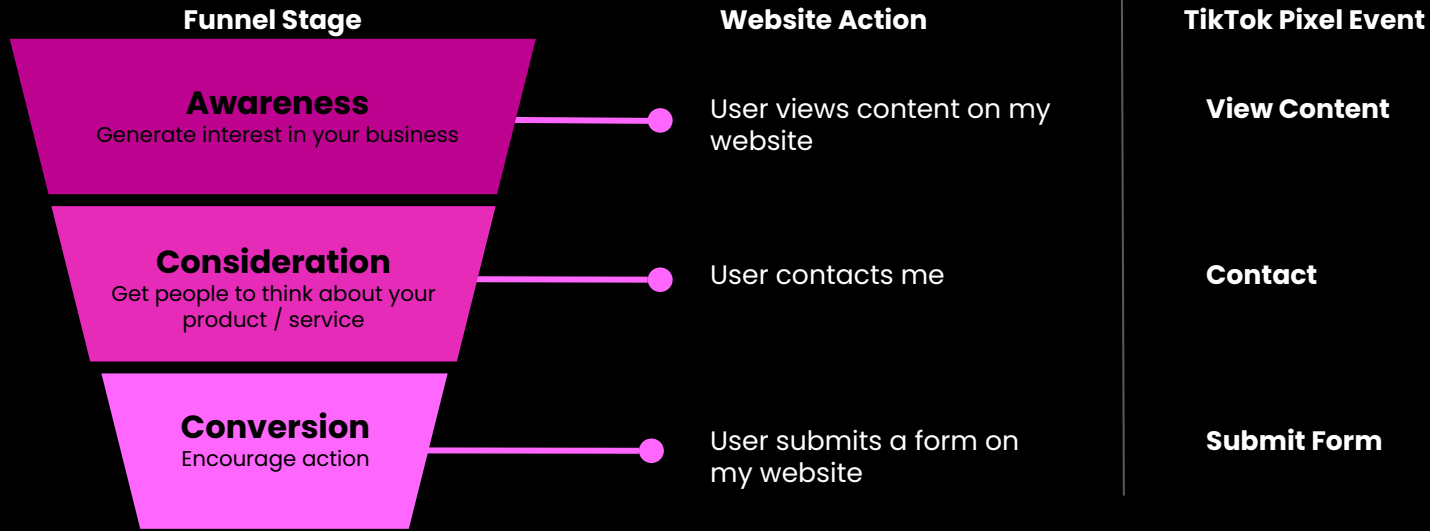 Funnel Stage
Website Action
TikTok Pixel Event
Awareness
Generate interest in your business
User views content on my
website
View Content
Consideration
Get people to think about your
product / service
User contacts me
Contact
Conversion
Encourage action
User submits a form on
my website
Submit Form